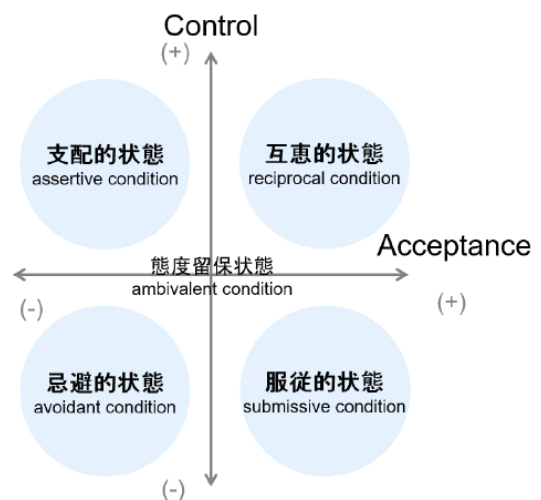 Control
(+)
支配的状態
assertive condition
互恵的状態
reciprocal condition
Acceptance
態度留保状態
ambivalent condition
(-)
(+)
忌避的状態
avoidant condition
服従的状態
submissive condition
(-)